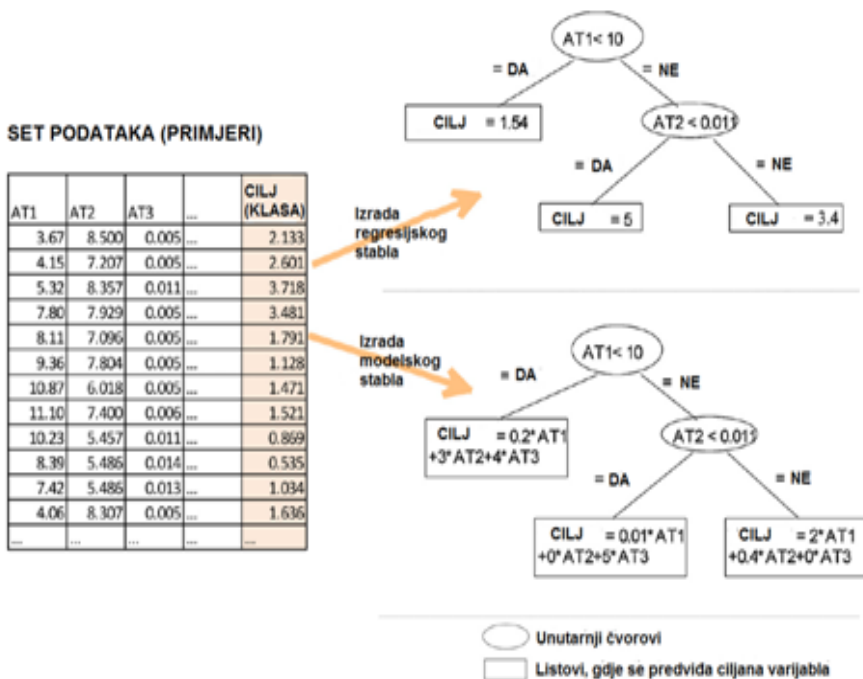 SET PODATAKA (PRIMJERI)
AT1 AT2 AT3 ... CILJ (KLASA)
3.67 8.500 0.005 ... 2.133
4.15 7.207 0.005 ... 2.601
5.32 8.357 0.011 ... 3.718
7.80 7.929 0.005 ... 3.481
8.11 7.096 0.005 ... 1.791
9.36 7.804 0.005 ... 1.128
10.87 6.018 0.005 ... 1.471
11.10 7.400 0.006 ... 1.521
10.23 5.457 0.011 ... 0.869
8.39 5.486 0.014 ... 0.535
7.42 5.486 0.013 ... 1.034
4.06 8.307 0.005 ... 1.636
... ... ... ... ...
Izrada
regresijskog
stabla
AT1< 10
= DA
= NE
CILJ = 1.54
AT2 < 0.011
= DA
= NE
CILJ = 5
CILJ = 3.4
Izrada
modelskog
stabla
AT1< 10
= DA
= NE
CILJ = 0.2*AT1
+3*AT2+4*AT3
AT2 < 0.011
= DA
= NE
CILJ = 0.01*AT1
+0*AT2+5*AT3
CILJ = 2*AT1
+0.4*AT2+0*AT3
Unutarnji čvorovi
Listovi, gdje se predviđa ciljana varijabla